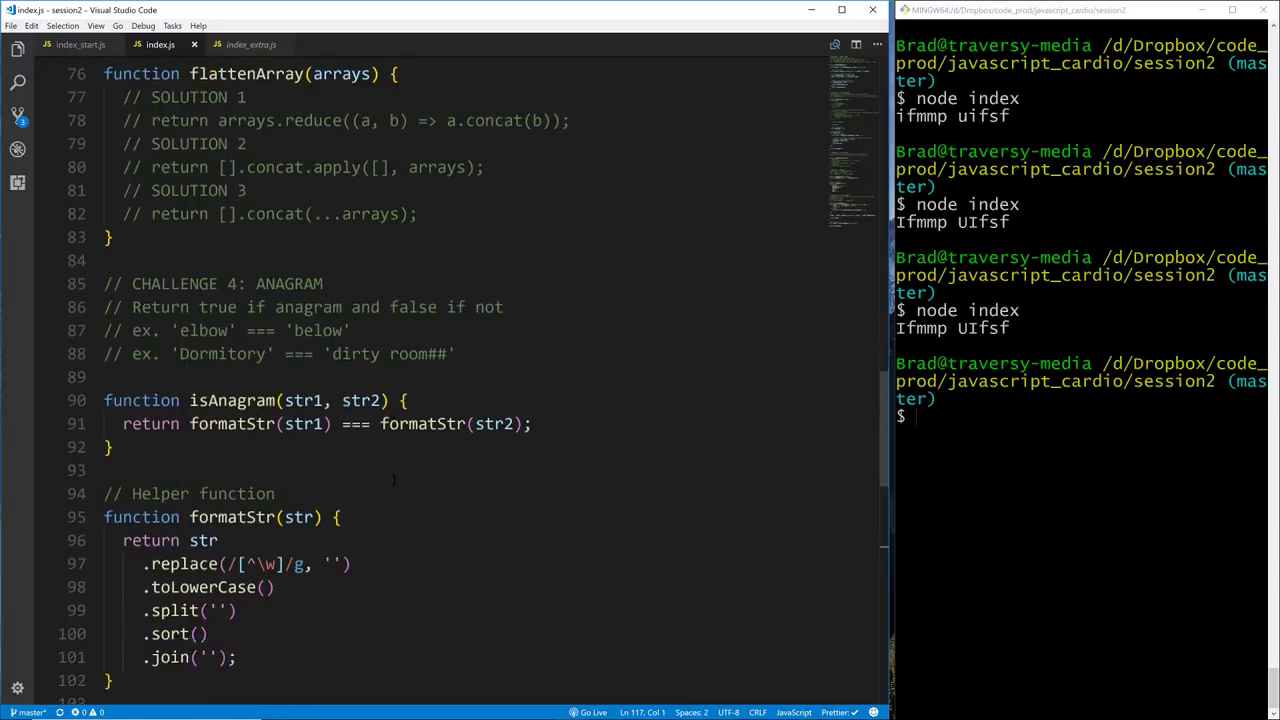 index.js - session2 - Visual Studio Code
File Edit Selection View Go Debug Tasks Help
JS index_start.js JS index.js × JS index_extra.js
76 function flattenArray(arrays) {
77 SOLUTION 1
78 return arrays.reduce((a, b) => a.concat(b));
79 SOLUTION 2
80 return [].concat.apply([], arrays);
81 SOLUTION 3
82 return [].concat(...arrays);
83 }
84
85 // CHALLENGE 4: ANAGRAM
86 // Return true if anagram and false if not
87 // ex. 'elbow' === 'below'
88 // ex. 'Dormitory' === 'dirty room##'
89
90 function isAnagram(str1, str2) {
91 return formatStr(str1) === formatStr(str2);
92 }
93
94 // Helper function
95 function formatStr(str) {
96 return str
97 .replace(/[^\w]/g, '')
98 .toLowerCase()
99 .split('')
100 .sort()
101 .join('');
102 }
3
master* 0 0 Go Live Ln 117, Col 1 Spaces: 2 UTF-8 CRLF JavaScript Prettier: ✓
MINGW64:/d/Dropbox/code_prod/javascript_cardio/session2
Brad@traversy-media /d/Dropbox/code_
prod/javascript_cardio/session2 (mas
ter)
$ node index
ifmmp uifsf
Brad@traversy-media /d/Dropbox/code_
prod/javascript_cardio/session2 (mas
ter)
$ node index
Ifmmp UIfsf
Brad@traversy-media /d/Dropbox/code_
prod/javascript_cardio/session2 (mas
ter)
$ node index
Ifmmp UIfsf
Brad@traversy-media /d/Dropbox/code_
prod/javascript_cardio/session2 (mas
ter)
$